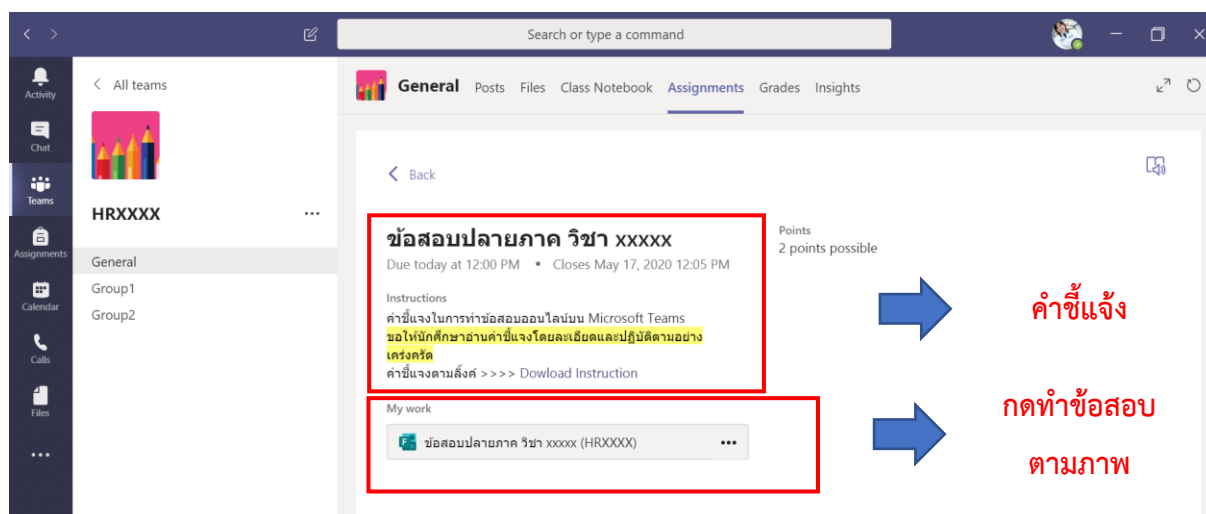 Search or type a command
Activity
Chat
Teams
Assignments
Calendar
Calls
Files
All teams
HRXXXX
General
Group1
Group2
General Posts Files Class Notebook Assignments Grades Insights
Back
ข้อสอบปลายภาค วิชา xxxxx
Due today at 12:00 PM • Closes May 17, 2020 12:05 PM
Points
2 points possible
Instructions
คำชี้แจงในการทำข้อสอบออนไลน์บน Microsoft Teams
ขอให้นักศึกษาอ่านคำชี้แจงโดยละเอียดและปฏิบัติตามอย่าง
เคร่งครัด
คำชี้แจงตามลิ้งค์ >>>> Dowload Instruction
คำชี้แจ้ง
My work
ข้อสอบปลายภาค วิชา xxxxx (HRXXXX)
กดทำข้อสอบ
ตามภาพ